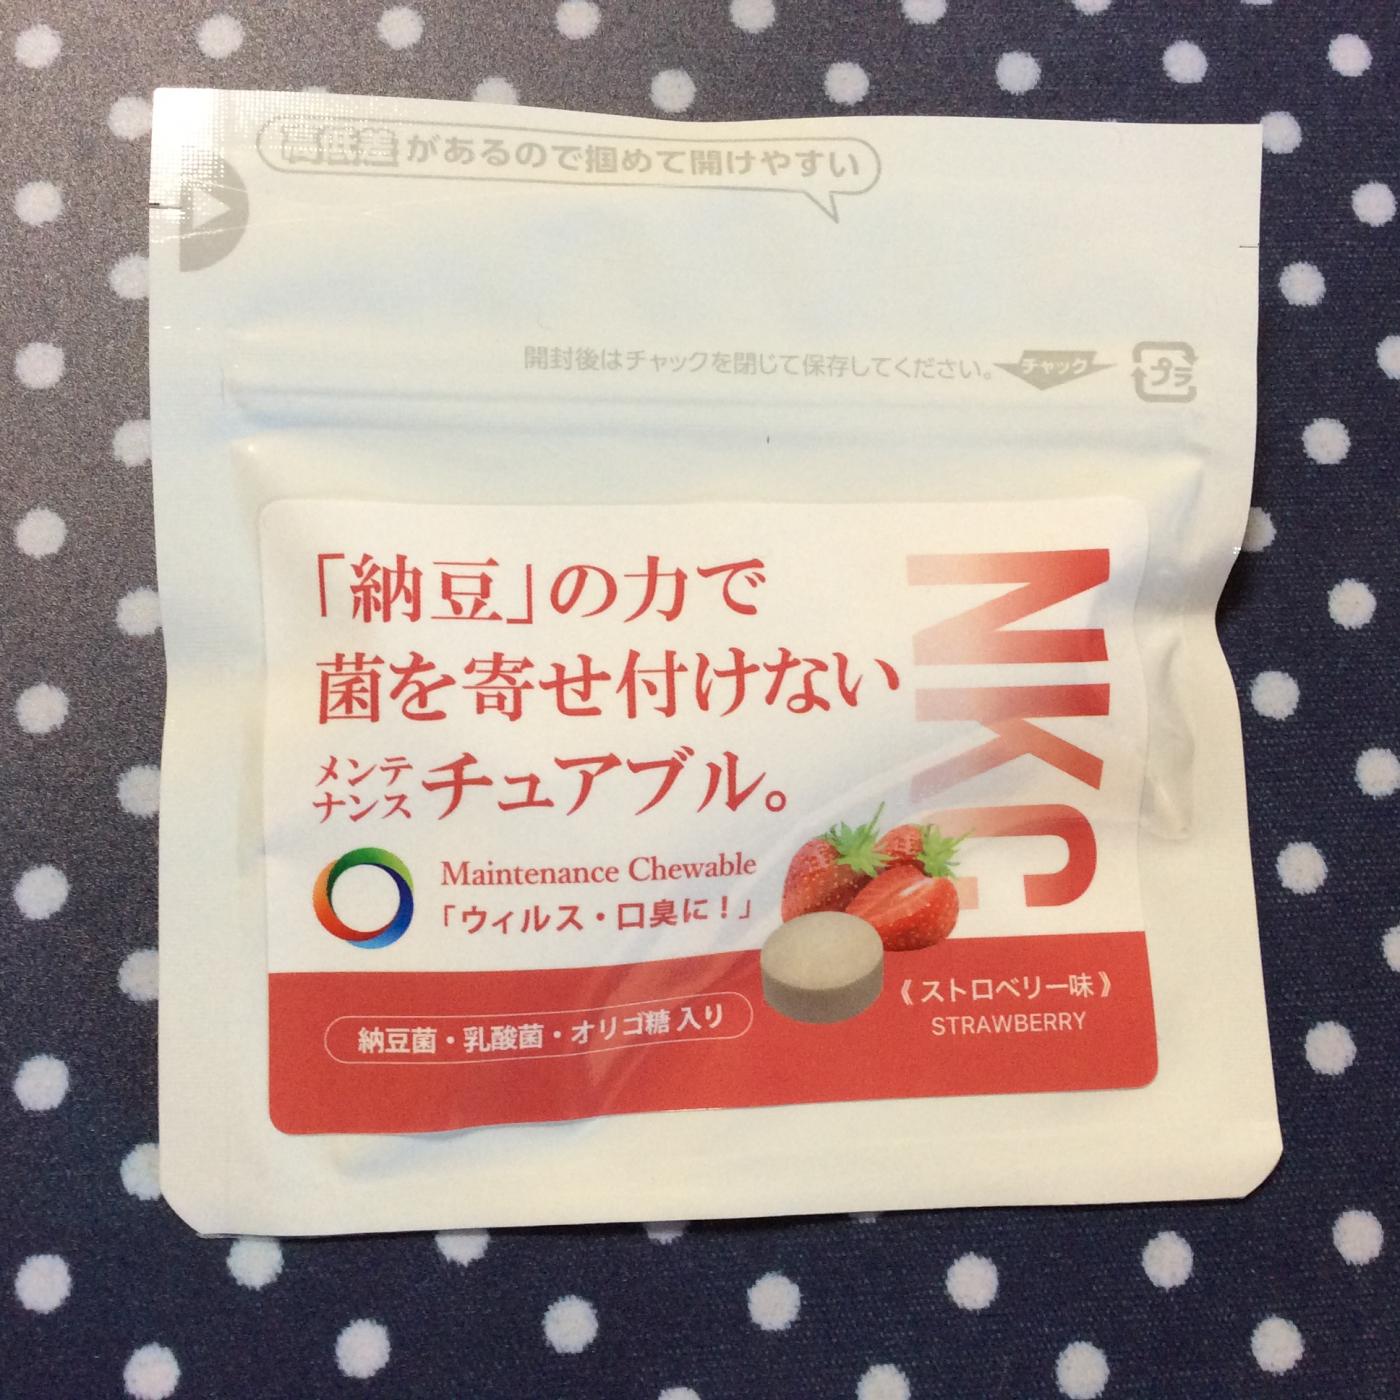 高低差があるので掴めて開けやすい
開封後はチャックを閉じて保存してください。
チャック
プラ
「納豆」の力で
菌を寄せ付けない
メンテナンス チュアブル。
NKC
Maintenance Chewable
「ウィルス・口臭に！」
納豆菌・乳酸菌・オリゴ糖 入り
《ストロベリー味》
STRAWBERRY